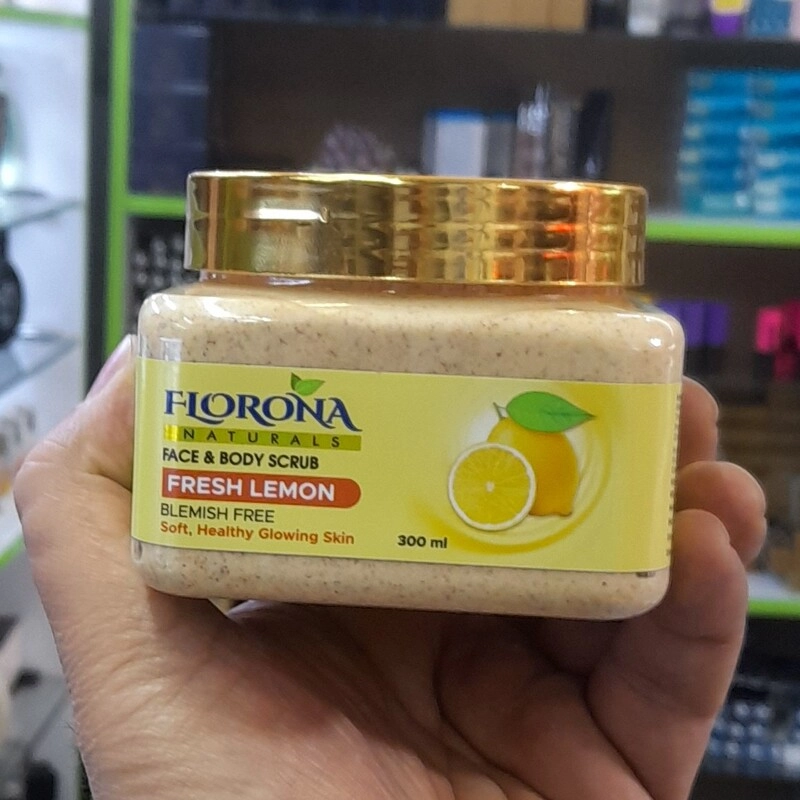 FLORONA
NATURALS
FACE & BODY SCRUB
FRESH LEMON
BLEMISH FREE
Soft, Healthy Glowing Skin
300 ml